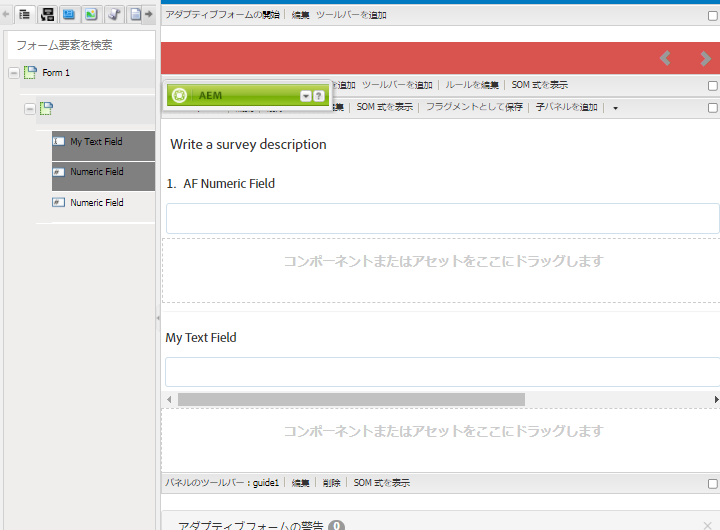 アダプティブフォームの開始 編集 ツールバーを追加
フォーム要素を検索
Form 1
を追加 ツールバーを追加 ルールを編集 SOM 式を表示
AEM ?
集 SOM 式を表示 フラグメントとして保存 子パネルを追加
My Text Field
Write a survey description
Numeric Field
1. AF Numeric Field
Numeric Field
コンポーネントまたはアセットをここにドラッグします
My Text Field
コンポーネントまたはアセットをここにドラッグします
パネルのツールバー : guide1 編集 削除 SOM 式を表示
アダプティブフォームの警告 0